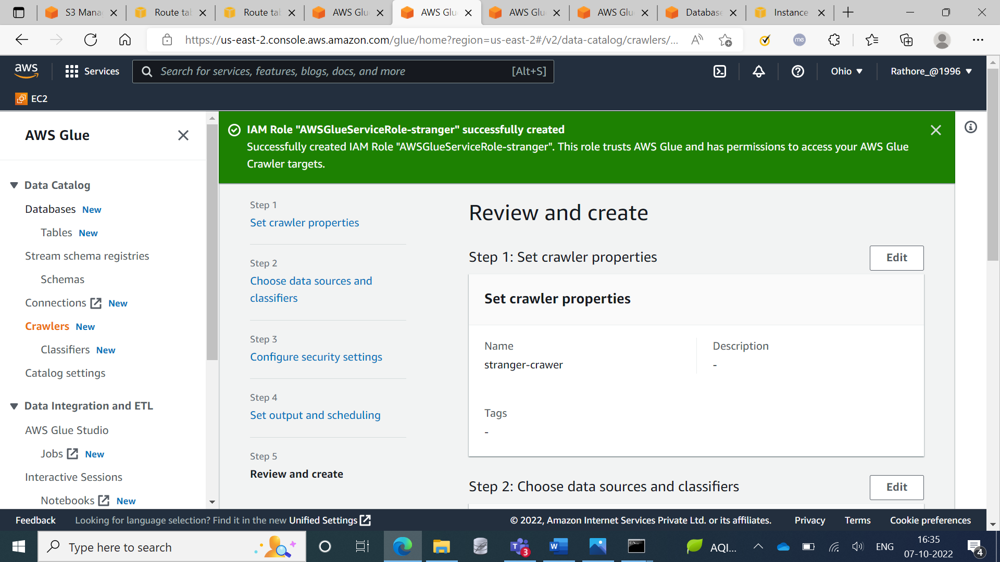 S3 Mana
Route tab
Route tab
AWS Glu
AWS Glu
AWS Glu
AWS Glu
Database
Instance
https://us-east-2.console.aws.amazon.com/glue/home?region=us-east-2#/v2/data-catalog/crawlers/...
me
aws
Services
Search for services, features, blogs, docs, and more
[Alt+S]
Ohio
Rathore_@1996
EC2
AWS Glue
Data Catalog
Databases New
Tables New
Stream schema registries
Schemas
Connections New
Crawlers New
Classifiers New
Catalog settings
Data Integration and ETL
AWS Glue Studio
Jobs New
Interactive Sessions
Notebooks New
IAM Role "AWSGlueServiceRole-stranger" successfully created
Successfully created IAM Role "AWSGlueServiceRole-stranger". This role trusts AWS Glue and has permissions to access your AWS Glue
Crawler targets.
Step 1
Set crawler properties
Step 2
Choose data sources and
classifiers
Step 3
Configure security settings
Step 4
Set output and scheduling
Step 5
Review and create
Review and create
Step 1: Set crawler properties
Edit
Set crawler properties
Name
stranger-crawer
Description
-
Tags
-
Step 2: Choose data sources and classifiers
Edit
Feedback
Looking for language selection? Find it in the new Unified Settings
© 2022, Amazon Internet Services Private Ltd. or its affiliates.
Privacy
Terms
Cookie preferences
Type here to search
3
AQI...
ENG
16:35
07-10-2022
4